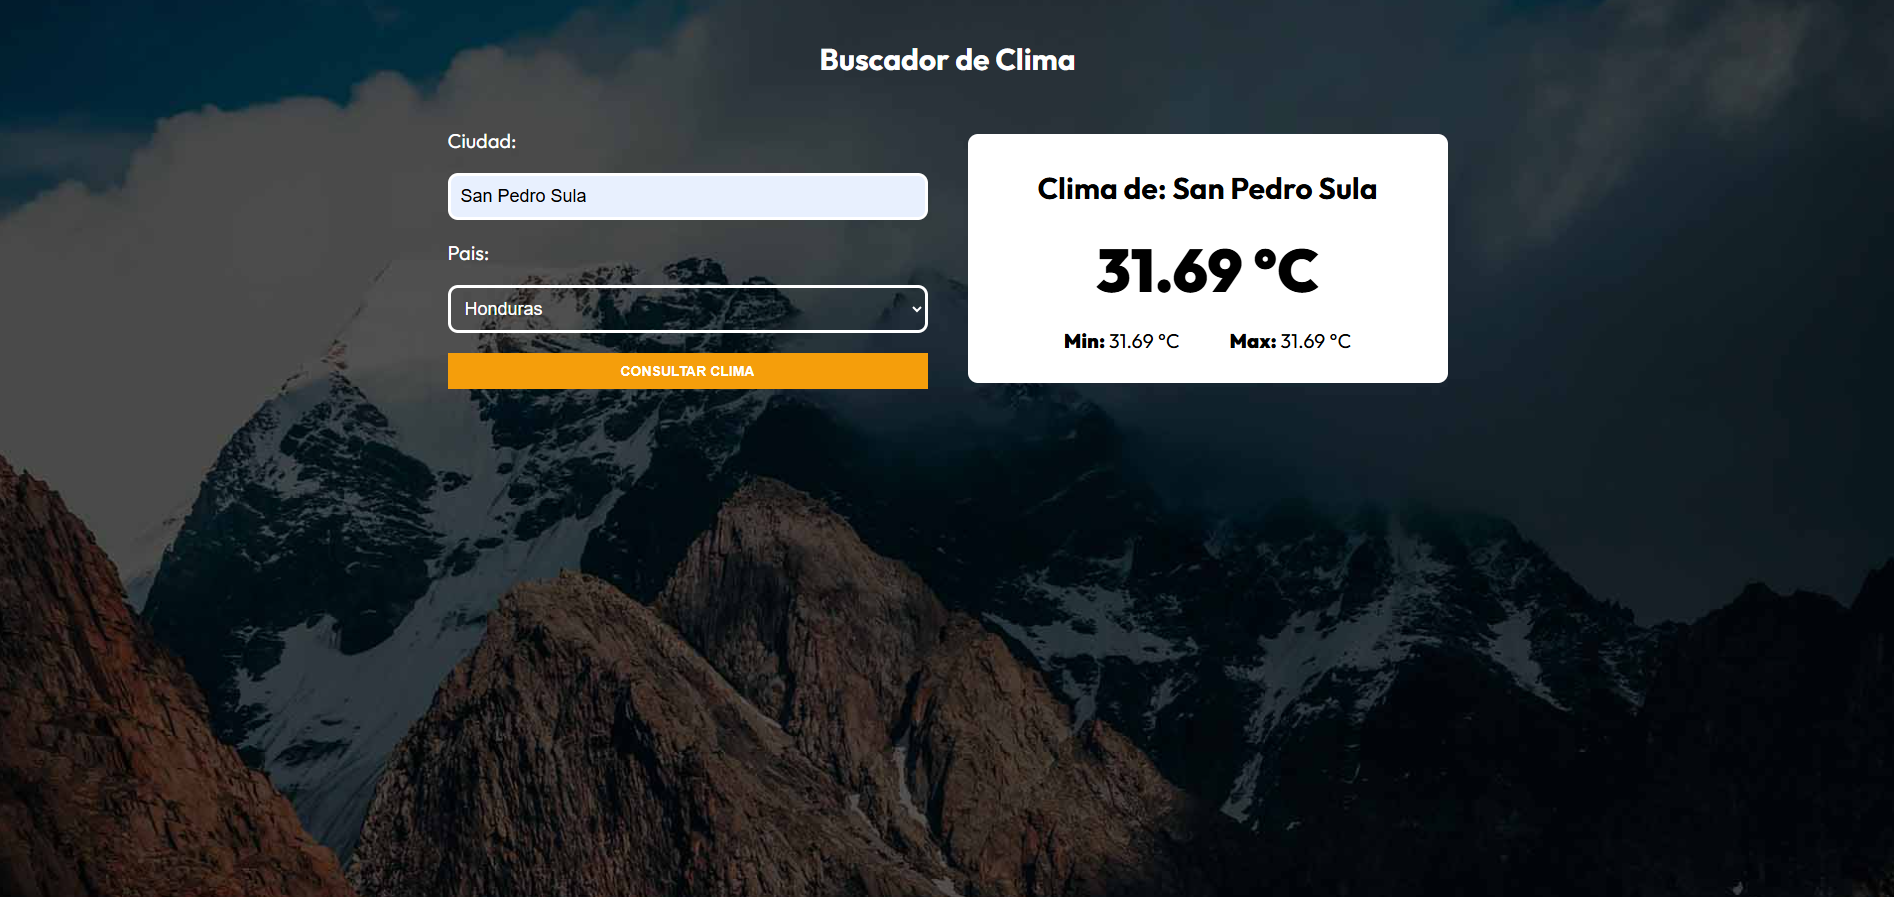 Buscador de Clima
Ciudad:
San Pedro Sula
Pais:
Honduras
CONSULTAR CLIMA
Clima de: San Pedro Sula
31.69 °C
Min: 31.69 °C Max: 31.69 °C